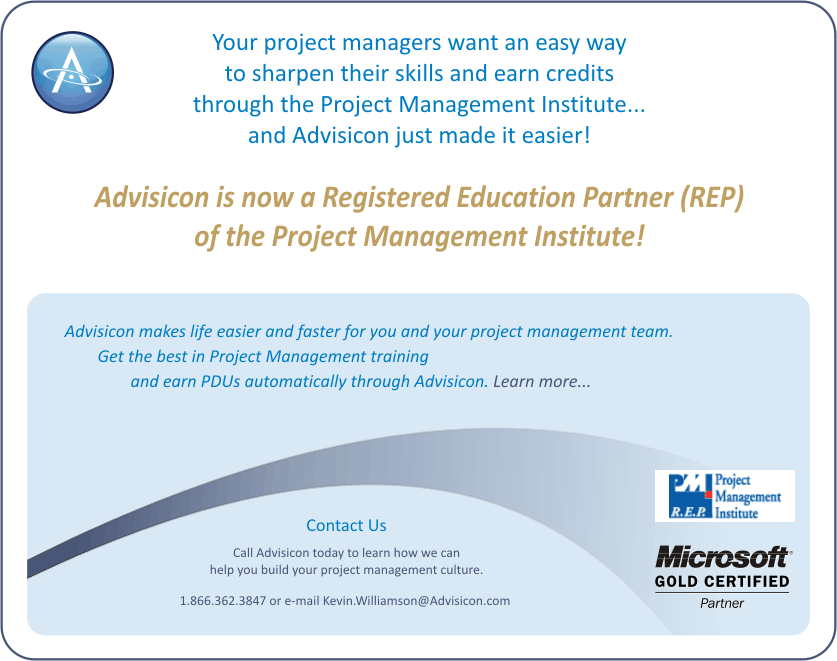 Your project managers want an easy way
to sharpen their skills and earn credits
through the Project Management Institute...
and Advisicon just made it easier!
Advisicon is now a Registered Education Partner (REP)
of the Project Management Institute!
Advisicon makes life easier and faster for you and your project management team.
Get the best in Project Management training
and earn PDUs automatically through Advisicon. Learn more...
Contact Us
Call Advisicon today to learn how we can
help you build your project management culture.
1.866.362.3847 or e-mail Kevin.Williamson@Advisicon.com
PMI
R.E.P.
Project
Management
Institute
Microsoft®
GOLD CERTIFIED
Partner